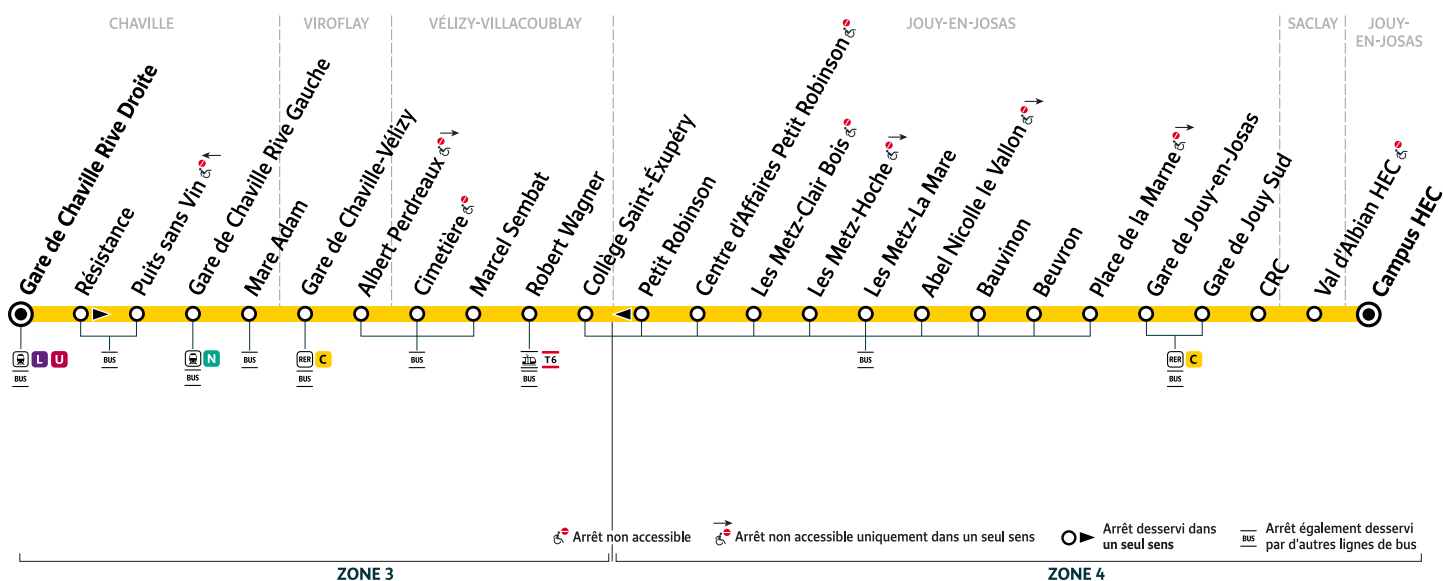 CHAVILLE
VIROFLAY
VÉLIZY-VILLACOUBLAY
JOUY-EN-JOSAS
SACLAY
JOUY-
EN-JOSAS
Gare de Chaville Rive Droite
Résistance
Puits sans Vin
Gare de Chaville Rive Gauche
Mare Adam
Gare de Chaville-Vélizy
Albert Perdreaux
Cimetière
Marcel Sembat
Robert Wagner
Collège Saint-Éxupéry
Petit Robinson
Centre d'Affaires Petit Robinson
Les Metz-Clair Bois
Les Metz-Hoche
Les Metz-La Mare
Abel Nicolle le Vallon
Bauvinon
Beuvron
Place de la Marne
Gare de Jouy-en-Josas
Gare de Jouy Sud
CRC
Val d'Albian HEC
Campus HEC
L U
BUS
BUS
N
BUS
BUS
RER C
BUS
BUS
T6
BUS
BUS
RER C
BUS
Arrêt non accessible
Arrêt non accessible uniquement dans un seul sens
Arrêt desservi dans
un seul sens
BUS
Arrêt également desservi
par d'autres lignes de bus
ZONE 3
ZONE 4